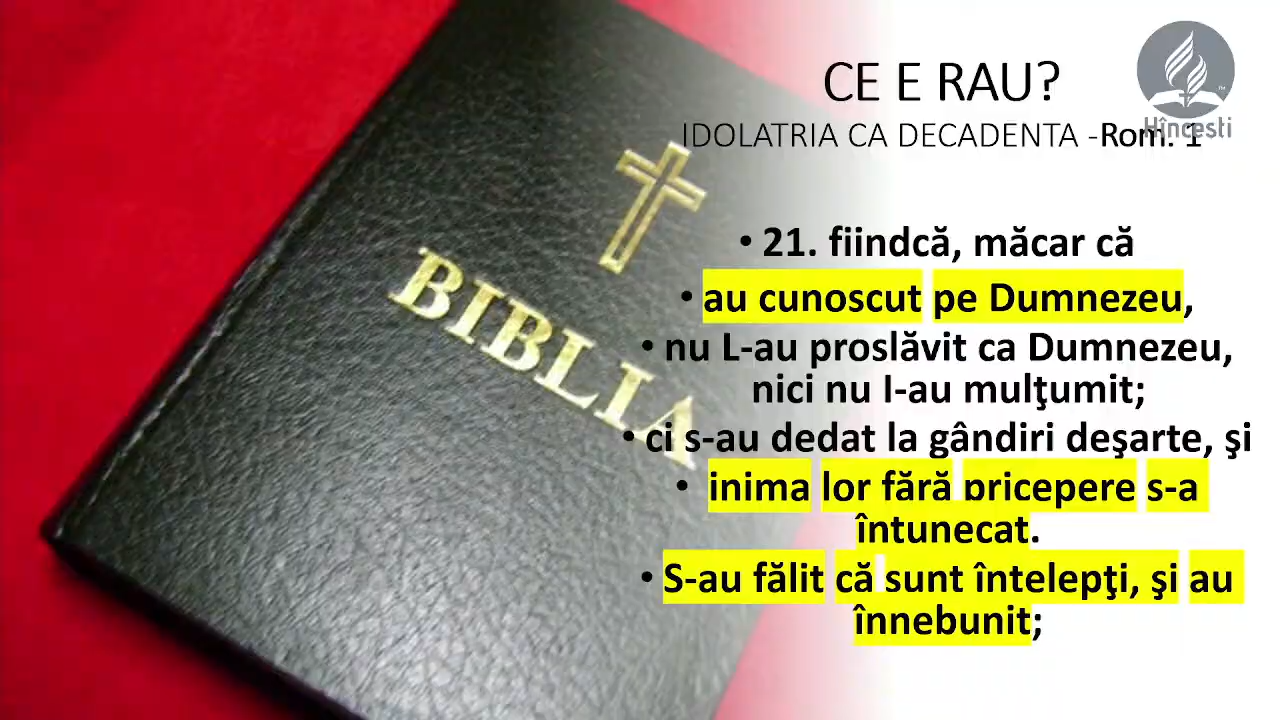 CE E RAU?
IDOLATRIA CA DECADENTA -Rom. 1
Hîncești
BIBLIA
• 21. fiindcă, măcar că
• au cunoscut pe Dumnezeu,
• nu L-au proslăvit ca Dumnezeu,
nici nu I-au mulţumit;
• ci s-au dedat la gândiri deşarte, şi
• inima lor fără pricepere s-a
întunecat.
• S-au fălit că sunt întelepţi, şi au
înnebunit;